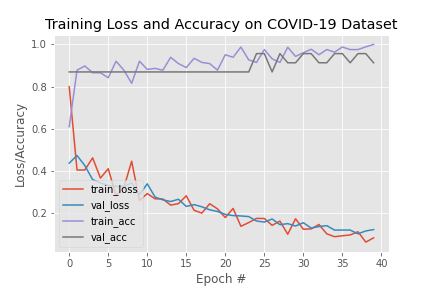 Training Loss and Accuracy on COVID-19 Dataset
1.0
0.8
0.6
0.4
0.2
Loss/Accuracy
train_loss
val_loss
train_acc
val_acc
0 5 10 15 20 25 30 35 40
Epoch #